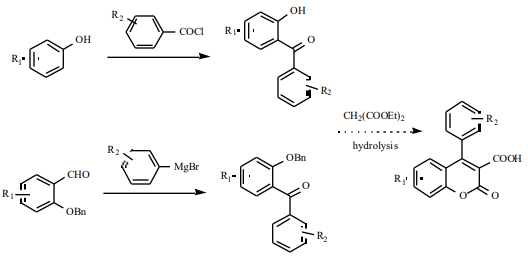 R₂
COCl
OH
R₁
OH
R₁
O
R₂
CH₂(COOEt)₂
hydrolysis
R₂
COOH
R₁
O
O
R₂
MgBr
CHO
R₁
OBn
OBn
R₁
O
R₂